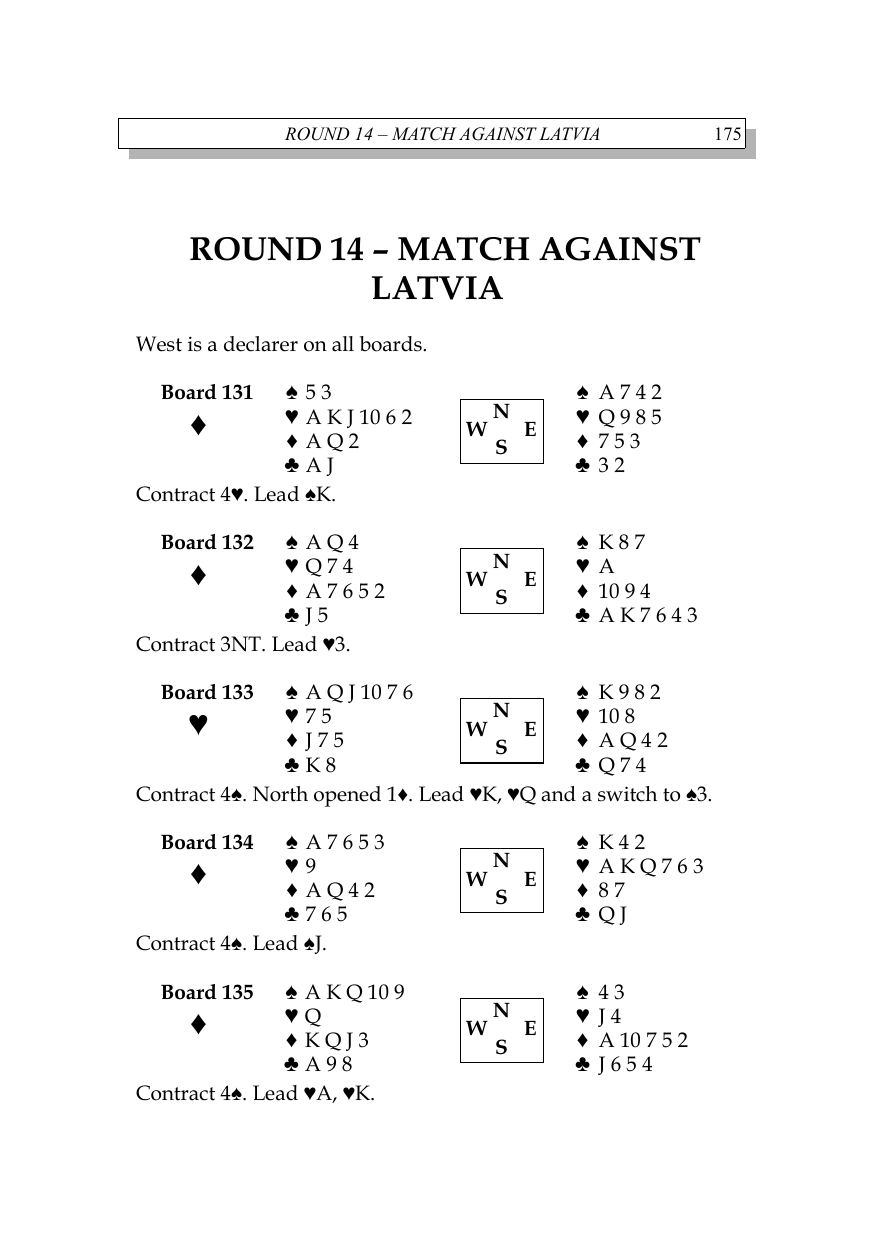 ROUND 14 – MATCH AGAINST LATVIA 175
ROUND 14 – MATCH AGAINST
LATVIA
West is a declarer on all boards.
Board 131 ♠ 5 3 N ♠ A 7 4 2
♦ ♥ A K J 10 6 2 W E ♥ Q 9 8 5
♦ A Q 2 S ♦ 7 5 3
♣ A J ♣ 3 2
Contract 4♥. Lead ♠K.
Board 132 ♠ A Q 4 N ♠ K 8 7
♦ ♥ Q 7 4 W E ♥ A
♦ A 7 6 5 2 S ♦ 10 9 4
♣ J 5 ♣ A K 7 6 4 3
Contract 3NT. Lead ♥3.
Board 133 ♠ A Q J 10 7 6 N ♠ K 9 8 2
♥ ♥ 7 5 W E ♥ 10 8
♦ J 7 5 S ♦ A Q 4 2
♣ K 8 ♣ Q 7 4
Contract 4♠. North opened 1♦. Lead ♥K, ♥Q and a switch to ♠3.
Board 134 ♠ A 7 6 5 3 N ♠ K 4 2
♦ ♥ 9 W E ♥ A K Q 7 6 3
♦ A Q 4 2 S ♦ 8 7
♣ 7 6 5 ♣ Q J
Contract 4♠. Lead ♠J.
Board 135 ♠ A K Q 10 9 N ♠ 4 3
♦ ♥ Q W E ♥ J 4
♦ K Q J 3 S ♦ A 10 7 5 2
♣ A 9 8 ♣ J 6 5 4
Contract 4♠. Lead ♥A, ♥K.